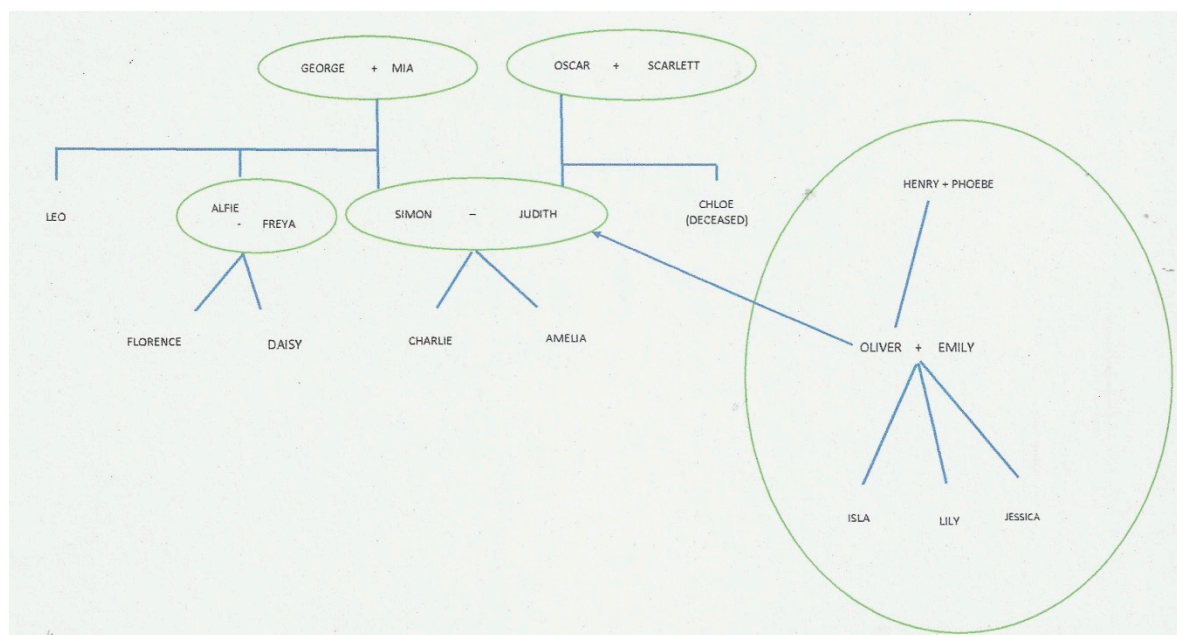 GEORGE + MIA
OSCAR + SCARLETT
HENRY + PHOEBE
LEO
ALFIE
- FREYA
SIMON – JUDITH
CHLOE
(DECEASED)
FLORENCE
DAISY
CHARLIE
AMELIA
OLIVER + EMILY
ISLA
LILY
JESSICA